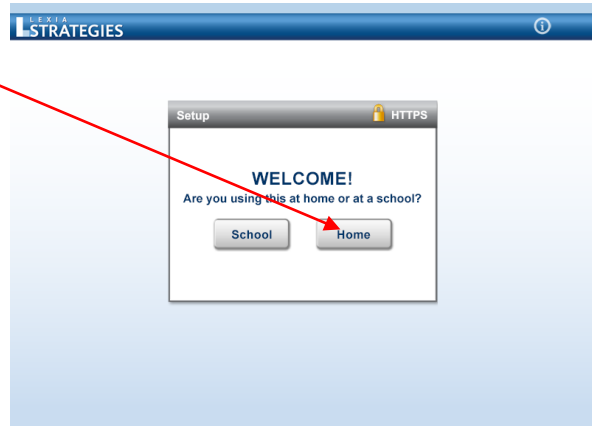 LEXIA
STRATEGIES
Setup
HTTPS
WELCOME!
Are you using this at home or at a school?
School
Home